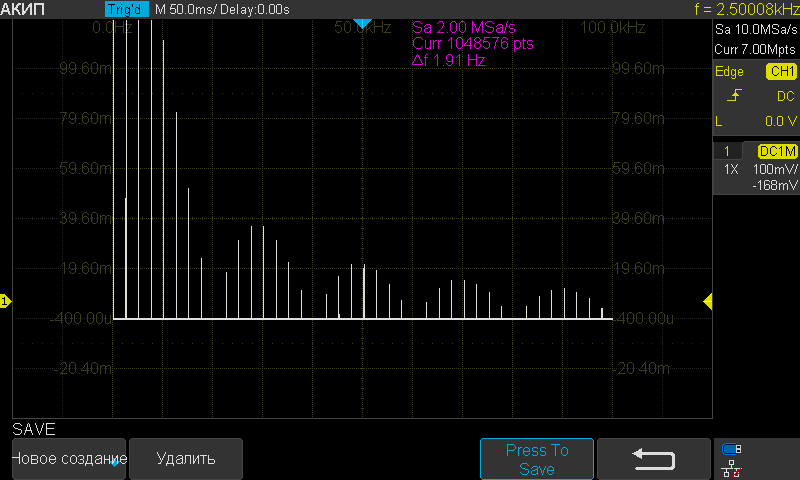 АКИП Trig'd M 50.0ms/ Delay:0.00s f = 2.50008kHz
0.0Hz 50.0kHz 100.0kHz
Sa 2.00 MSa/s
Curr 1048576 pts
Δf 1.91 Hz
Sa 10.0MSa/s
Curr 7.00Mpts
Edge CH1
DC
L 0.0 V
1 DC1M
1X 100mV/
-168mV
99.60m 99.60m
79.60m 79.60m
59.60m 59.60m
39.60m 39.60m
19.60m 19.60m
1
-400.00u -400.00u
-20.40m -20.40m
SAVE
Новое создание Удалить Press To
Save